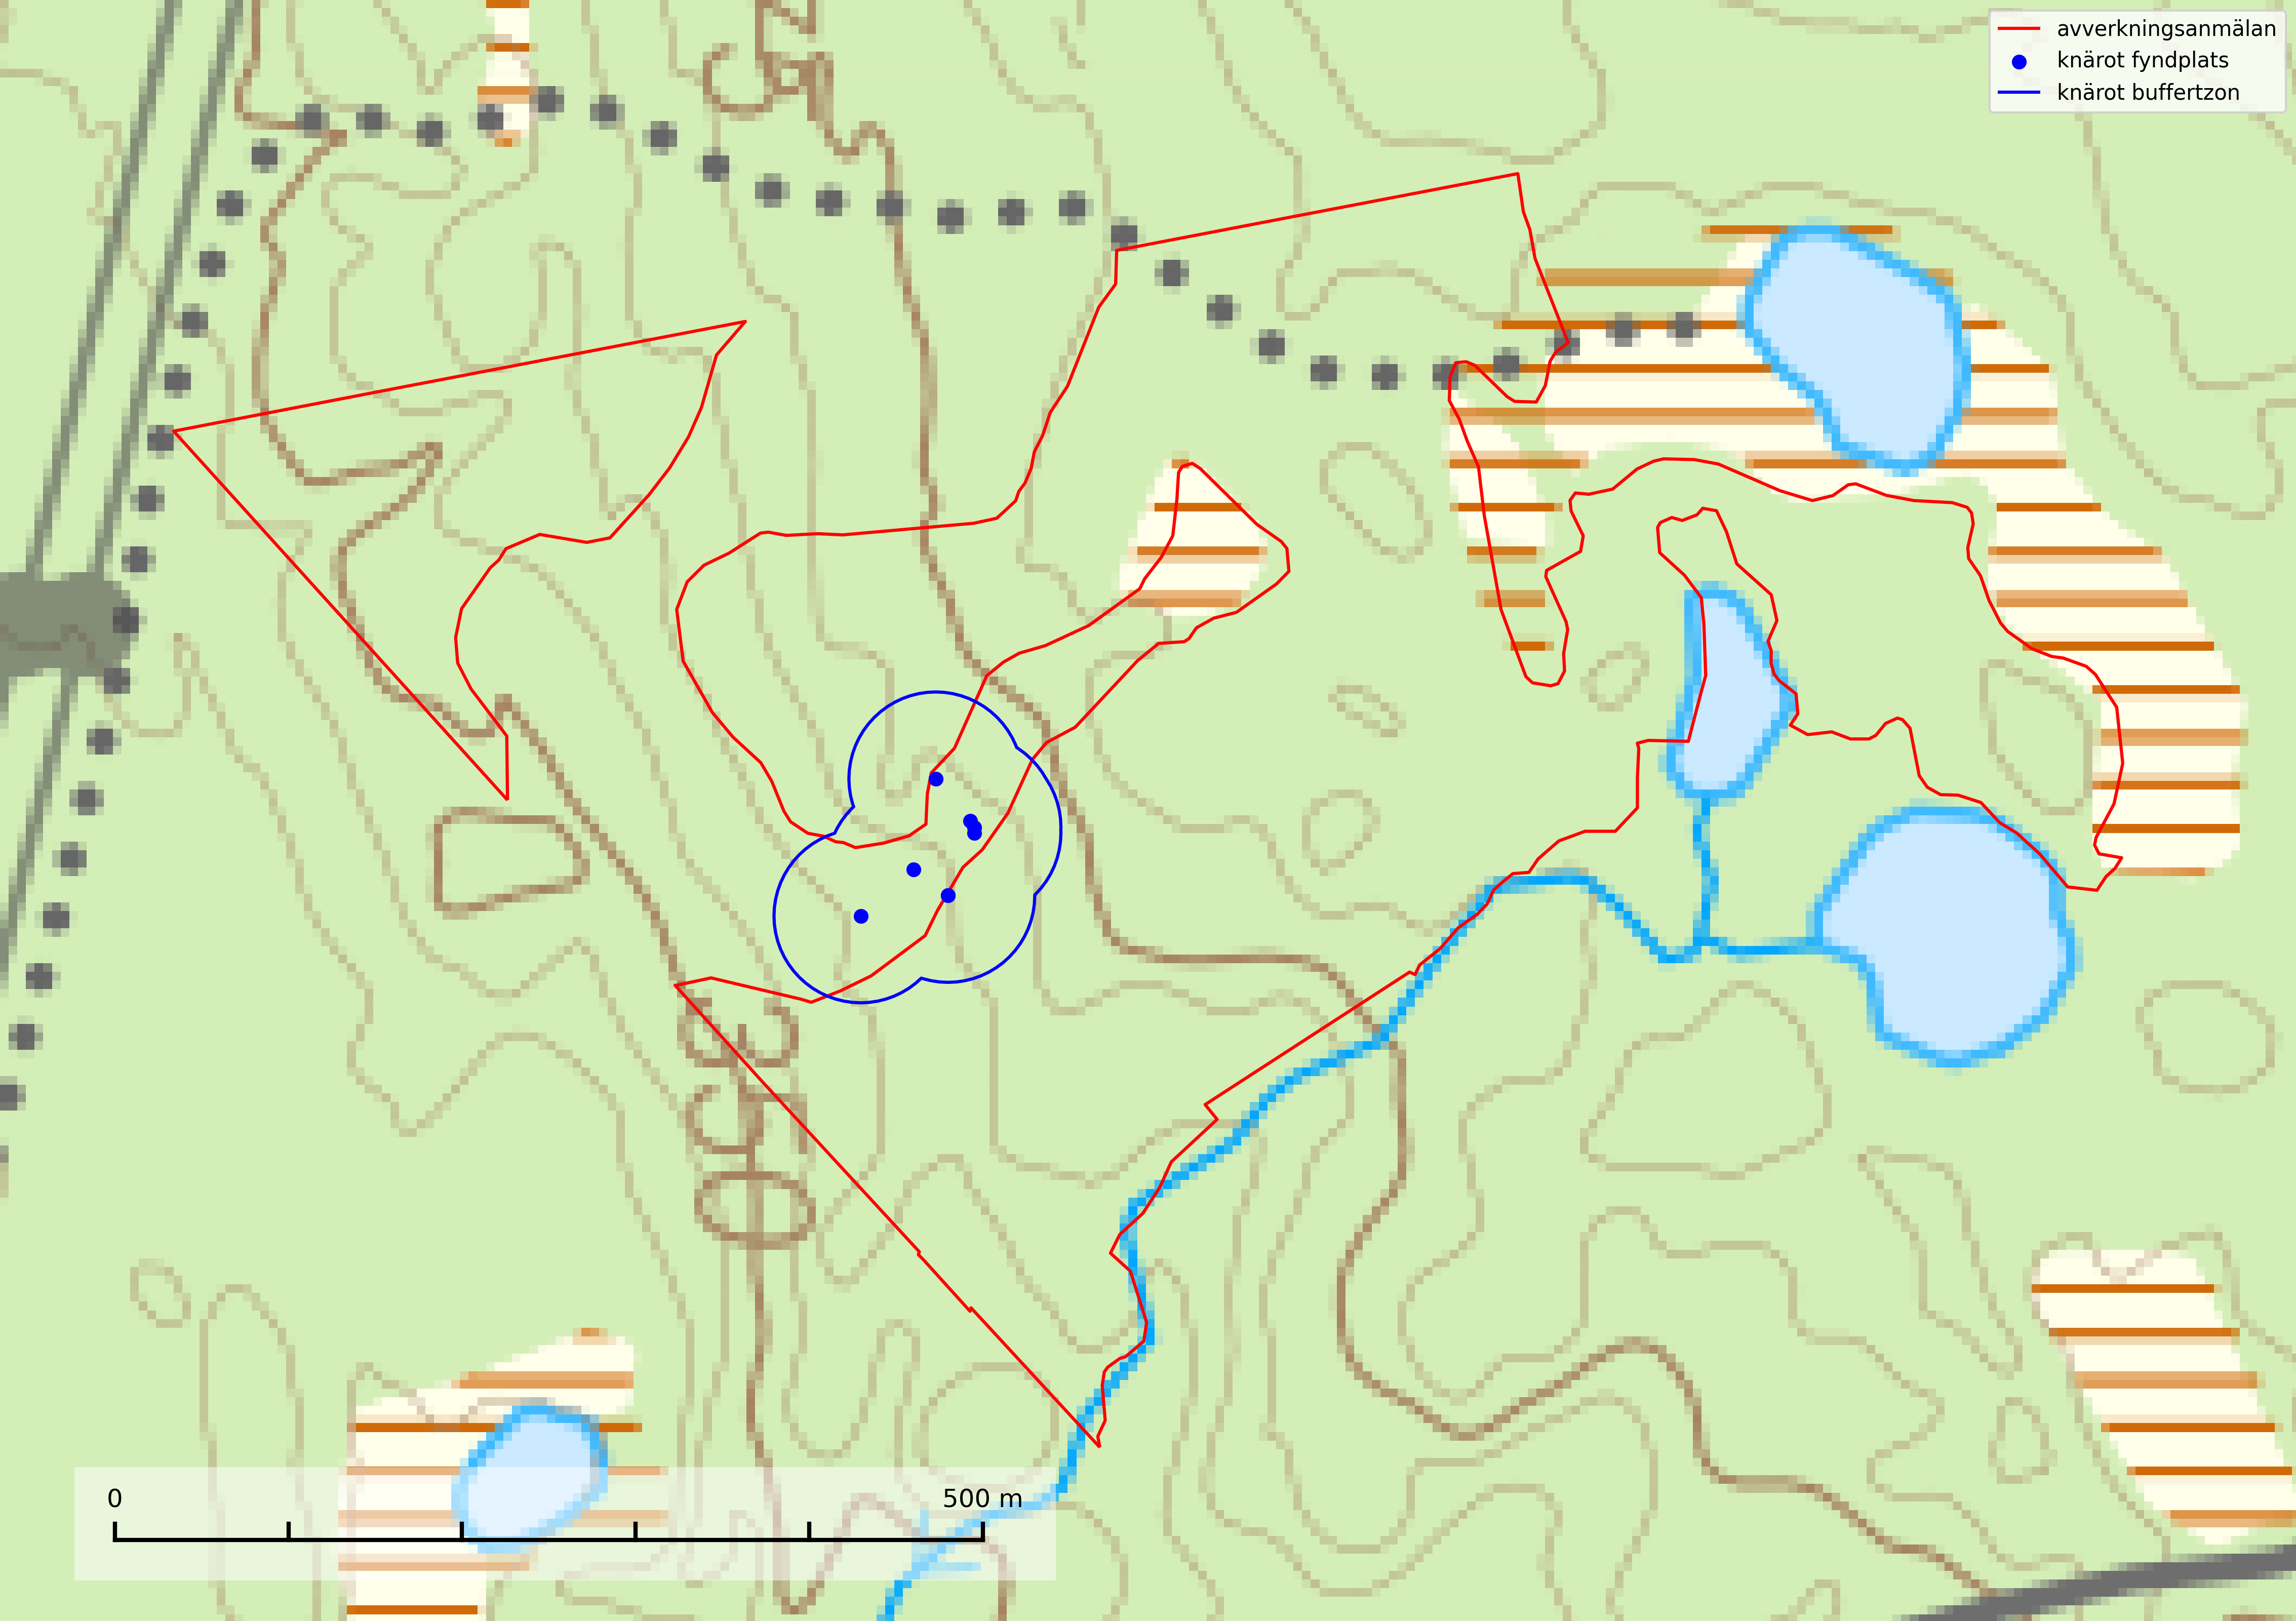 avverkningsanmälan
knärot fyndplats
knärot buffertzon
0 500 m